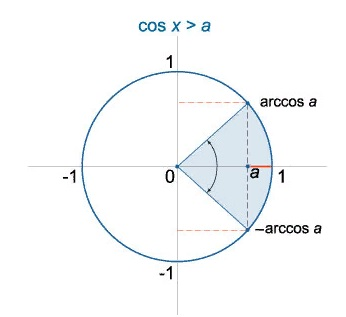 cos x > a
1
arccos a
-1
0
a
1
–arccos a
-1